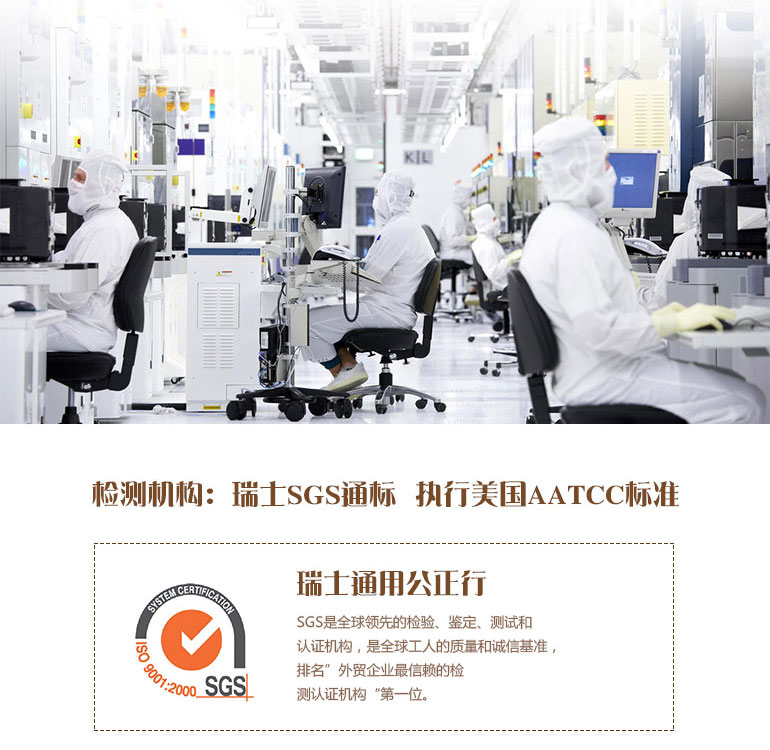 K|L
检测机构：瑞士SGS通标 执行美国AATCC标准
SYSTEM CERTIFICATION
ISO 9001:2000
SGS
瑞士通用公正行
SGS是全球领先的检验、鉴定、测试和
认证机构，是全球工人的质量和诚信基准，
排名”外贸企业最信赖的检
测认证机构“第一位。